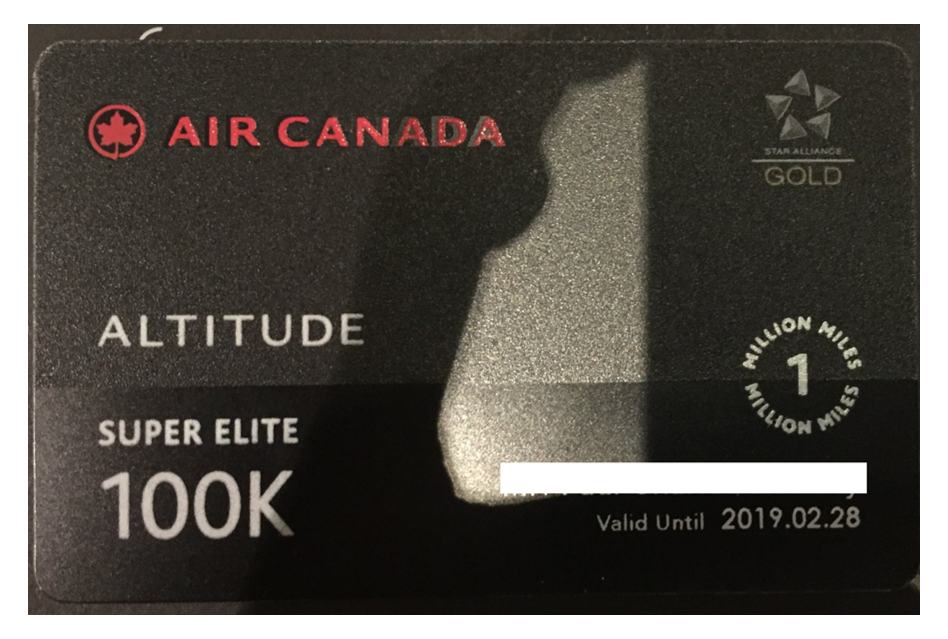 AIR CANADA
STAR ALLIANCE
GOLD
ALTITUDE
MILLION MILES
1
MILLION MILES
SUPER ELITE
100K
Valid Until 2019.02.28